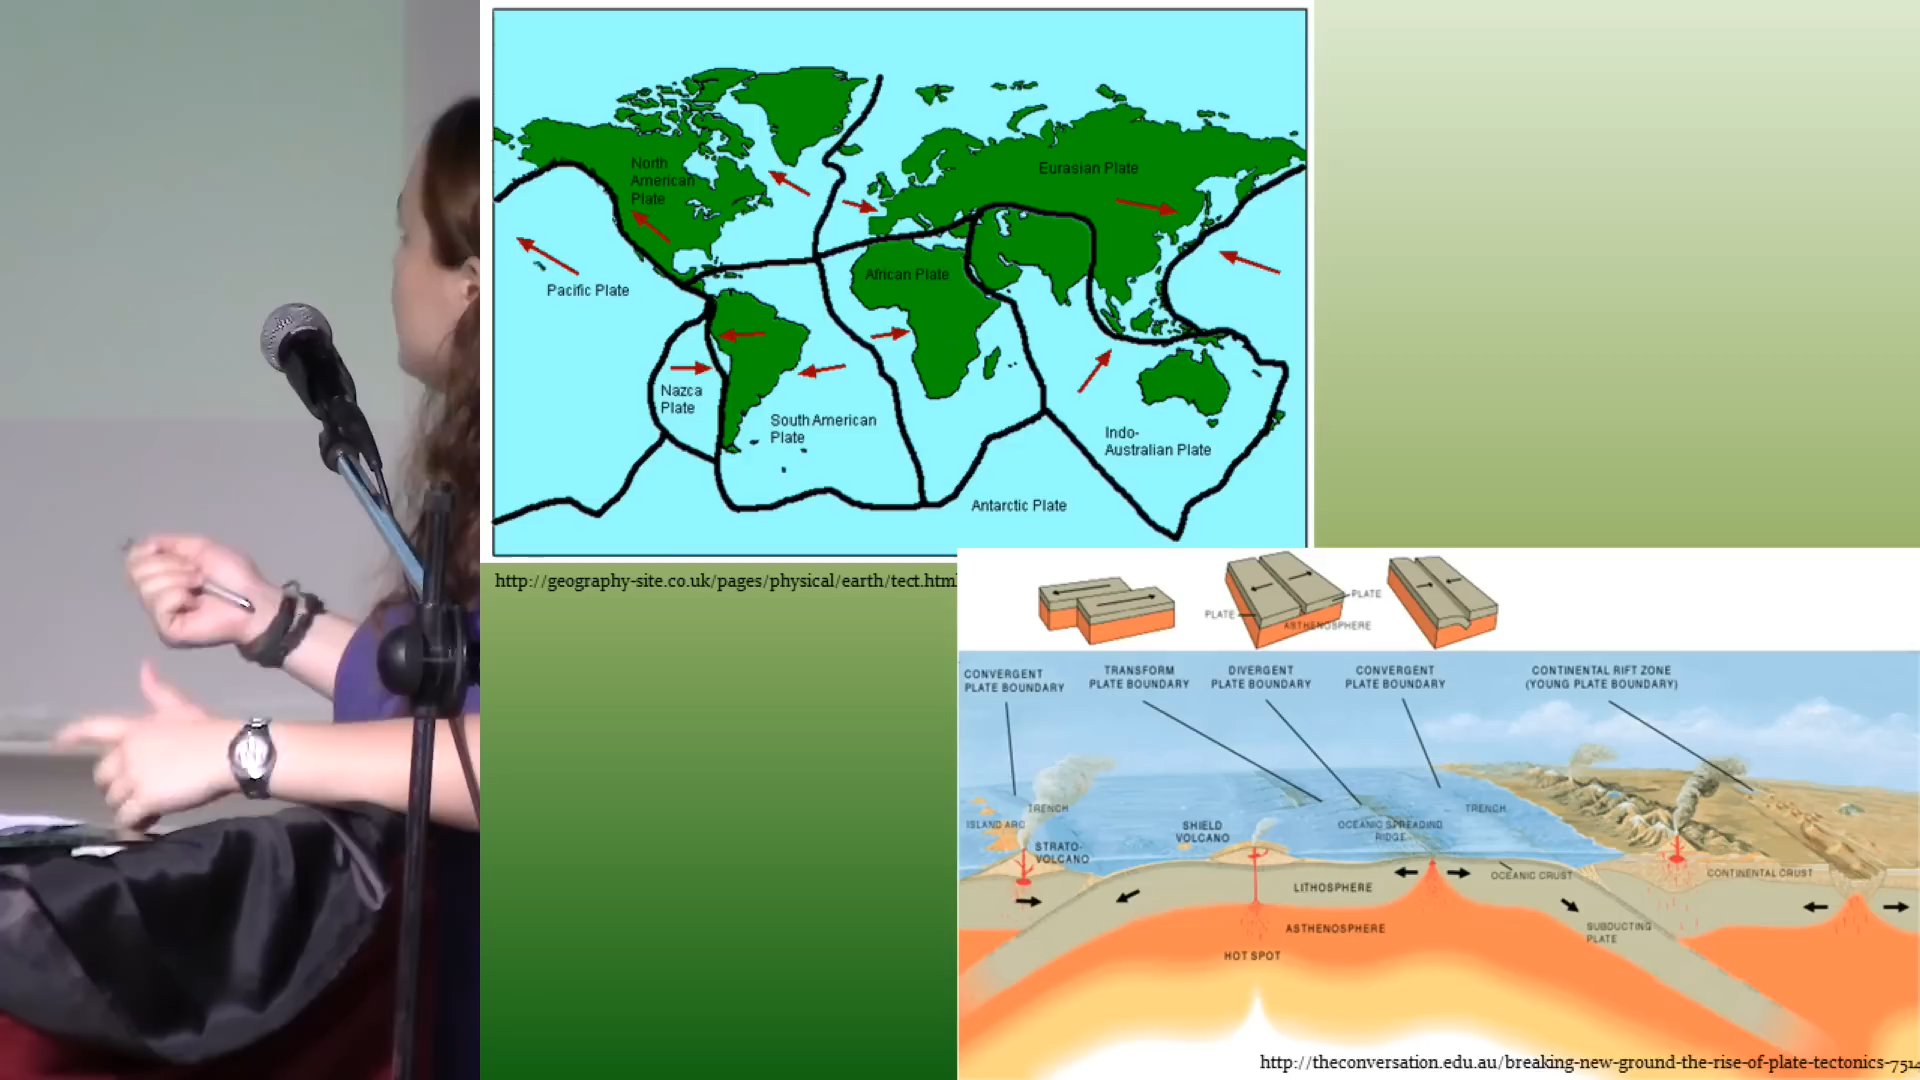 North
American
Plate
Eurasian Plate
African Plate
Pacific Plate
Nazca
Plate
South American
Plate
Indo-
Australian Plate
Antarctic Plate
http://geography-site.co.uk/pages/physical/earth/tect.html
PLATE
PLATE
ASTHENOSPHERE
CONVERGENT
PLATE BOUNDARY
TRANSFORM
PLATE BOUNDARY
DIVERGENT
PLATE BOUNDARY
CONVERGENT
PLATE BOUNDARY
CONTINENTAL RIFT ZONE
(YOUNG PLATE BOUNDARY)
TRENCH
ISLAND ARC
STRATO-
VOLCANO
SHIELD
VOLCANO
OCEANIC SPREADING
RIDGE
TRENCH
OCEANIC CRUST
CONTINENTAL CRUST
LITHOSPHERE
ASTHENOSPHERE
SUBDUCTING
PLATE
HOT SPOT
http://theconversation.edu.au/breaking-new-ground-the-rise-of-plate-tectonics-7514